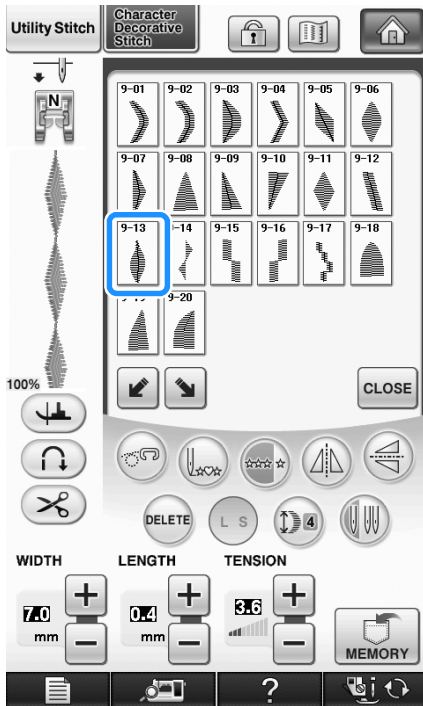 Utility Stitch
Character
Decorative
Stitch
N
9-01 9-02 9-03 9-04 9-05 9-06
9-07 9-08 9-09 9-10 9-11 9-12
9-13 -14 9-15 9-16 9-17 9-18
9-20
100%
CLOSE
DELETE
L S
4
WIDTH LENGTH TENSION
7.0 0.4 3.6
mm mm
MEMORY
?